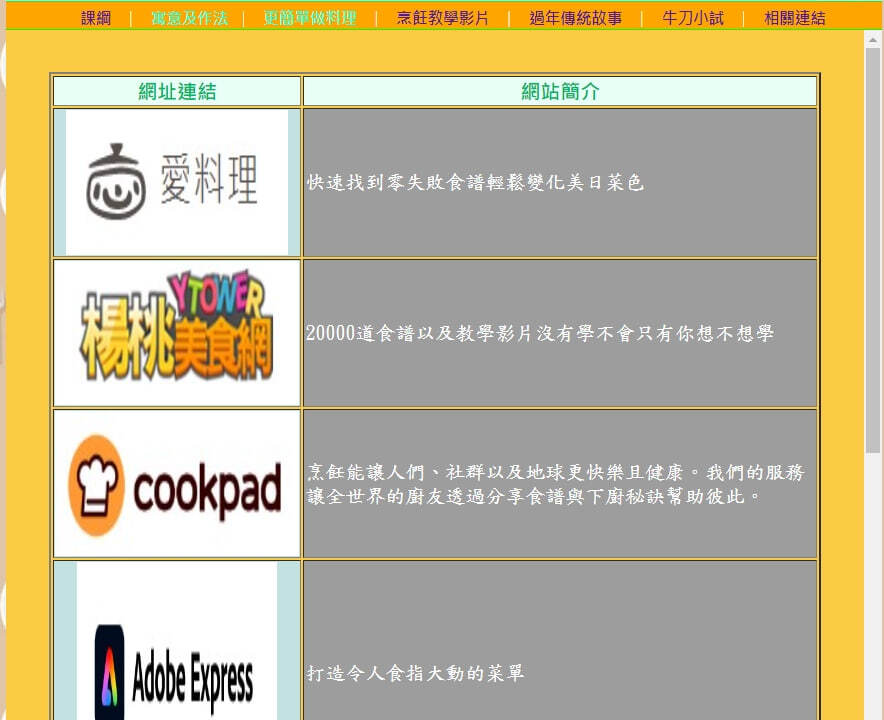 課綱 | 寓意及作法 | 更簡單做料理 | 烹飪教學影片 | 過年傳統故事 | 牛刀小試 | 相關連結
網址連結 網站簡介
愛料理
快速找到零失敗食譜輕鬆變化美日菜色
YTOWER
楊桃美食網
20000道食譜以及教學影片沒有學不會只有你想不想學
cookpad
烹飪能讓人們、社群以及地球更快樂且健康。我們的服務
讓全世界的廚友透過分享食譜與下廚秘訣幫助彼此。
Adobe Express
打造令人食指大動的菜單